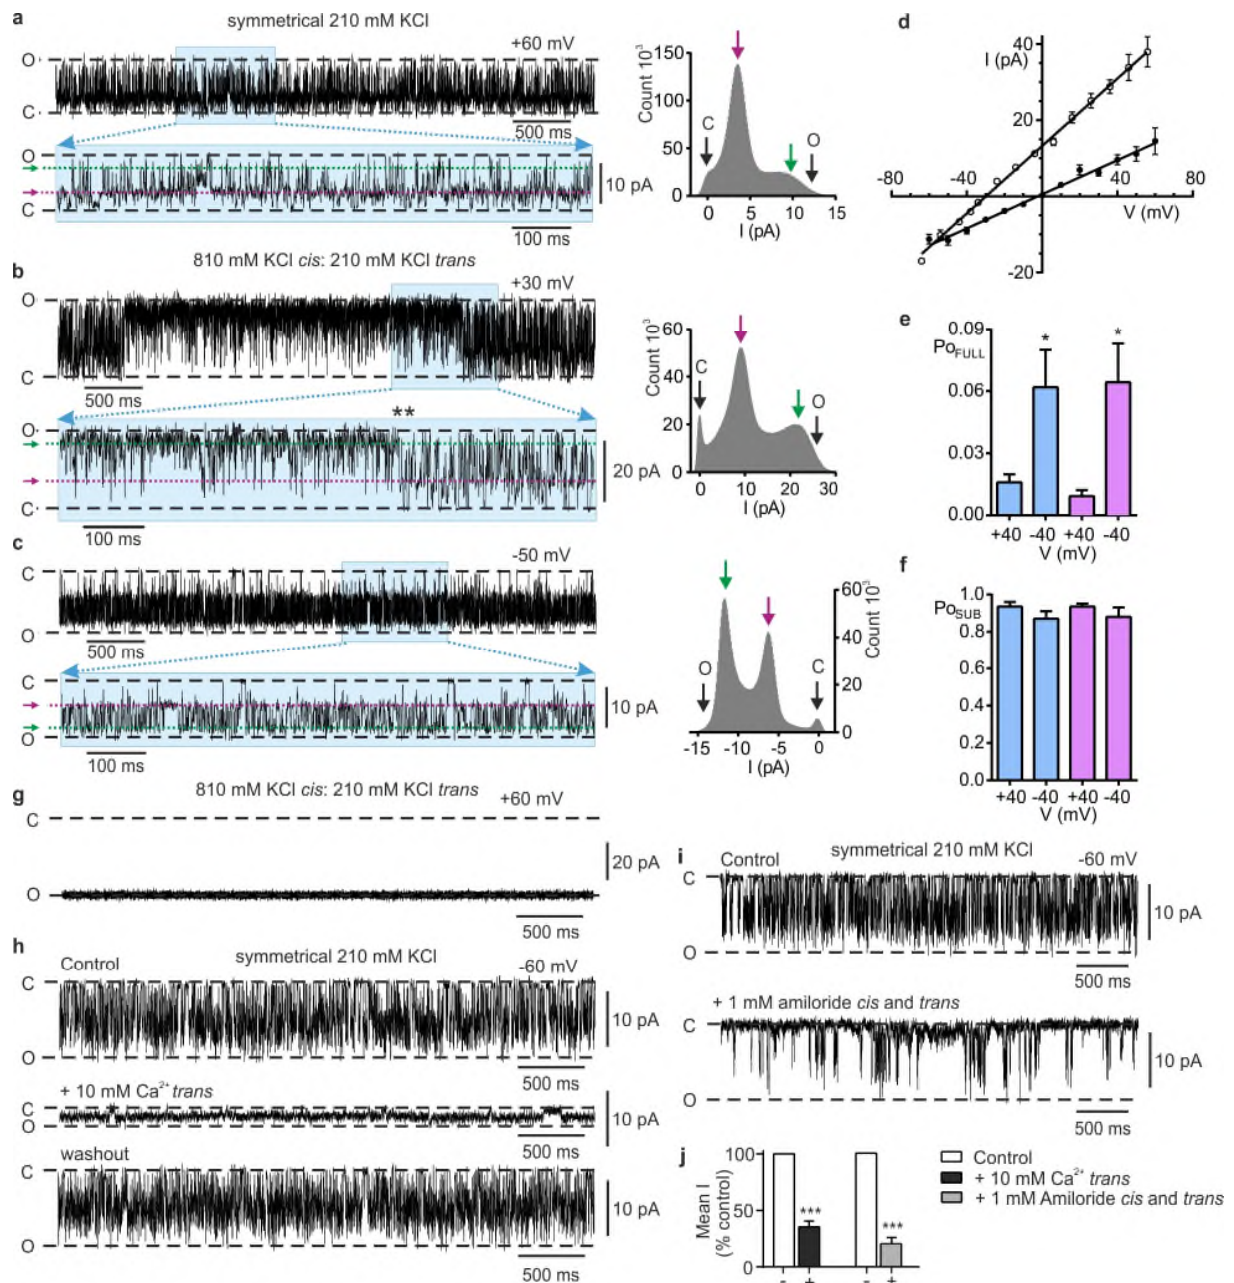 a
symmetrical 210 mM KCl
+60 mV
O
C
500 ms
O
C
10 pA
100 ms
Count 10³
150
100
50
0
C
O
0 5 10 15
I (pA)
b
810 mM KCl cis: 210 mM KCl trans
+30 mV
O
C
500 ms
**
O
C
20 pA
100 ms
Count 10³
60
40
20
0
C
O
0 10 20 30
I (pA)
c
-50 mV
C
O
500 ms
C
O
10 pA
100 ms
O
C
60
40
20
0
Count 10³
-15 -10 -5 0
I (pA)
d
I (pA)
40
20
-20
-80 -40 0 40 80
V (mV)
e
Po FULL
0.09
0.06
0.03
0.00
* *
+40 -40 +40 -40
V (mV)
f
Po SUB
1.0
0.8
0.6
0.4
0.2
0.0
+40 -40 +40 -40
V (mV)
g
810 mM KCl cis: 210 mM KCl trans
+60 mV
C
O
20 pA
500 ms
h
symmetrical 210 mM KCl
Control
-60 mV
C
O
10 pA
500 ms
+ 10 mM Ca²⁺ trans
C
O
10 pA
500 ms
washout
10 pA
500 ms
i
symmetrical 210 mM KCl
Control
-60 mV
C
O
10 pA
500 ms
+ 1 mM amiloride cis and trans
C
O
10 pA
500 ms
j
Mean I
(% control)
100
50
0
*** ***
- + - +
Control
+ 10 mM Ca²⁺ trans
+ 1 mM Amiloride cis and trans